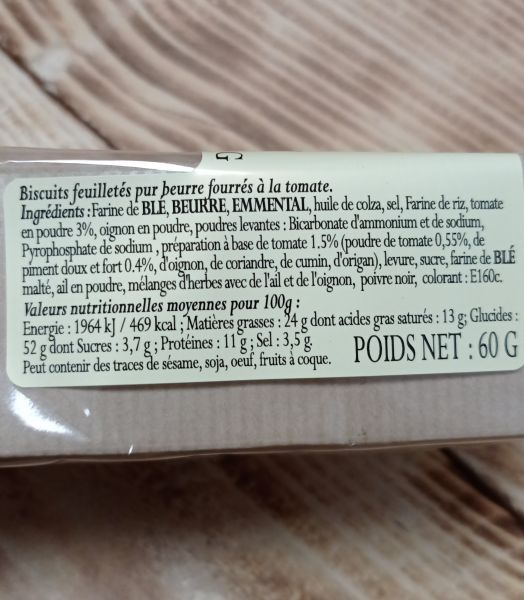 Biscuits feuilletés pur beurre fourrés à la tomate.
Ingrédients : Farine de BLÉ, BEURRE, EMMENTAL, huile de colza, sel, Farine de riz, tomate
en poudre 3%, oignon en poudre, poudres levantes : Bicarbonate d'ammonium et de sodium,
Pyrophosphate de sodium , préparation à base de tomate 1.5% (poudre de tomate 0,55%, de
piment doux et fort 0.4%, d'oignon, de coriandre, de cumin, d'origan), levure, sucre, farine de BLÉ
malté, ail en poudre, mélanges d'herbes avec de l'ail et de l'oignon, poivre noir, colorant : E160c.
Valeurs nutritionnelles moyennes pour 100g :
Energie : 1964 kJ / 469 kcal ; Matières grasses : 24 g dont acides gras saturés : 13 g; Glucides :
52 g dont Sucres : 3,7 g ; Protéines : 11 g ; Sel : 3,5 g.
Peut contenir des traces de sésame, soja, oeuf, fruits à coque.
POIDS NET : 60 G